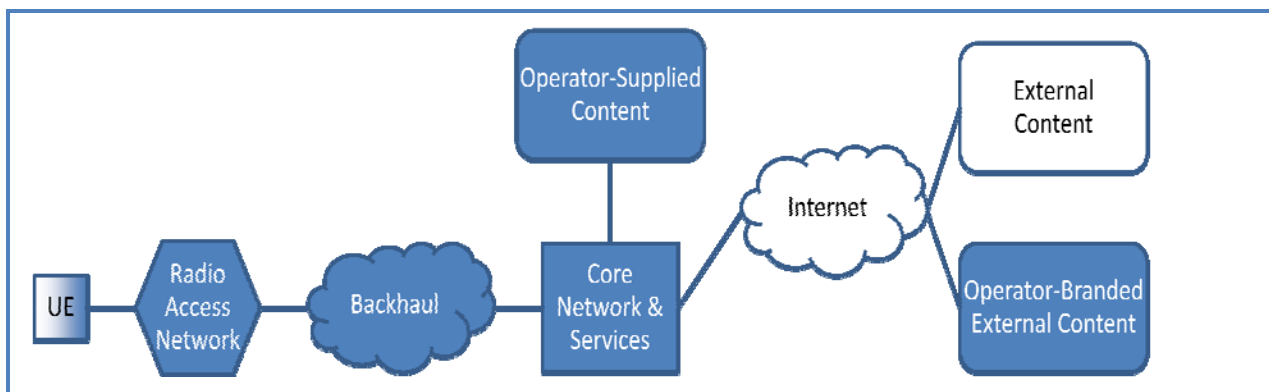 Operator-Supplied
Content
External
Content
Internet
UE
Radio
Access
Network
Backhaul
Core
Network &
Services
Operator-Branded
External Content